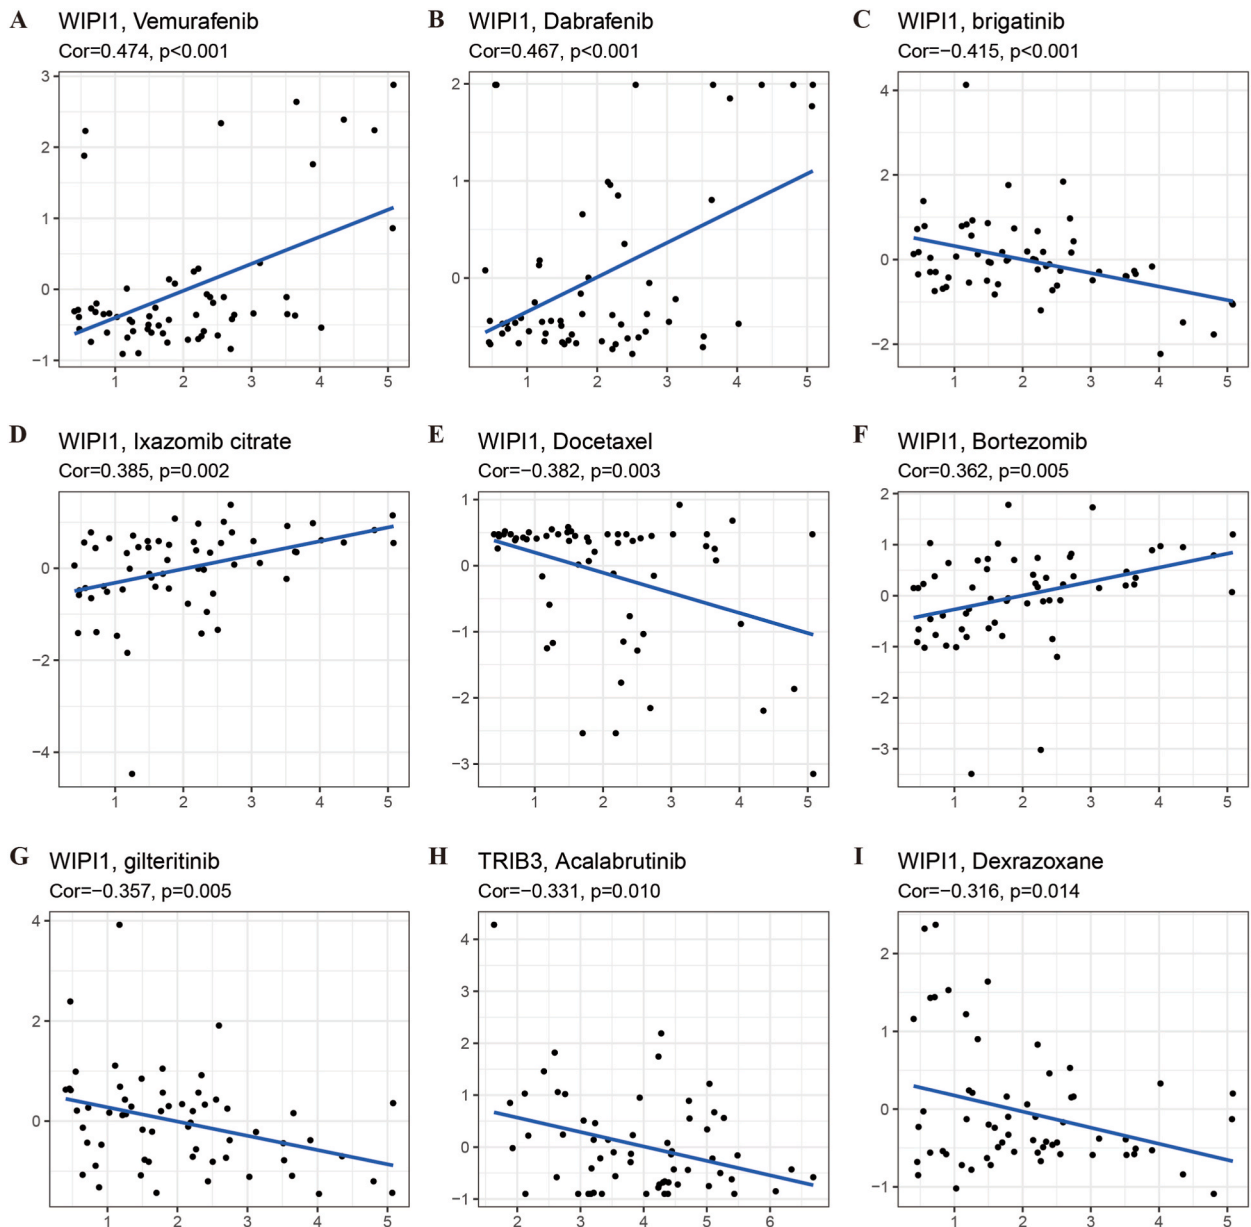 A WIPI1, Vemurafenib
Cor=0.474, p<0.001
3
2
1
0
−1
1 2 3 4 5
B WIPI1, Dabrafenib
Cor=0.467, p<0.001
2
1
0
1 2 3 4 5
C WIPI1, brigatinib
Cor=−0.415, p<0.001
4
2
0
−2
1 2 3 4 5
D WIPI1, Ixazomib citrate
Cor=0.385, p=0.002
0
−2
−4
1 2 3 4 5
E WIPI1, Docetaxel
Cor=−0.382, p=0.003
1
0
−1
−2
−3
1 2 3 4 5
F WIPI1, Bortezomib
Cor=0.362, p=0.005
2
1
0
−1
−2
−3
1 2 3 4 5
G WIPI1, gilteritinib
Cor=−0.357, p=0.005
4
2
0
1 2 3 4 5
H TRIB3, Acalabrutinib
Cor=−0.331, p=0.010
4
3
2
1
0
−1
2 3 4 5 6
I WIPI1, Dexrazoxane
Cor=−0.316, p=0.014
2
1
0
−1
1 2 3 4 5